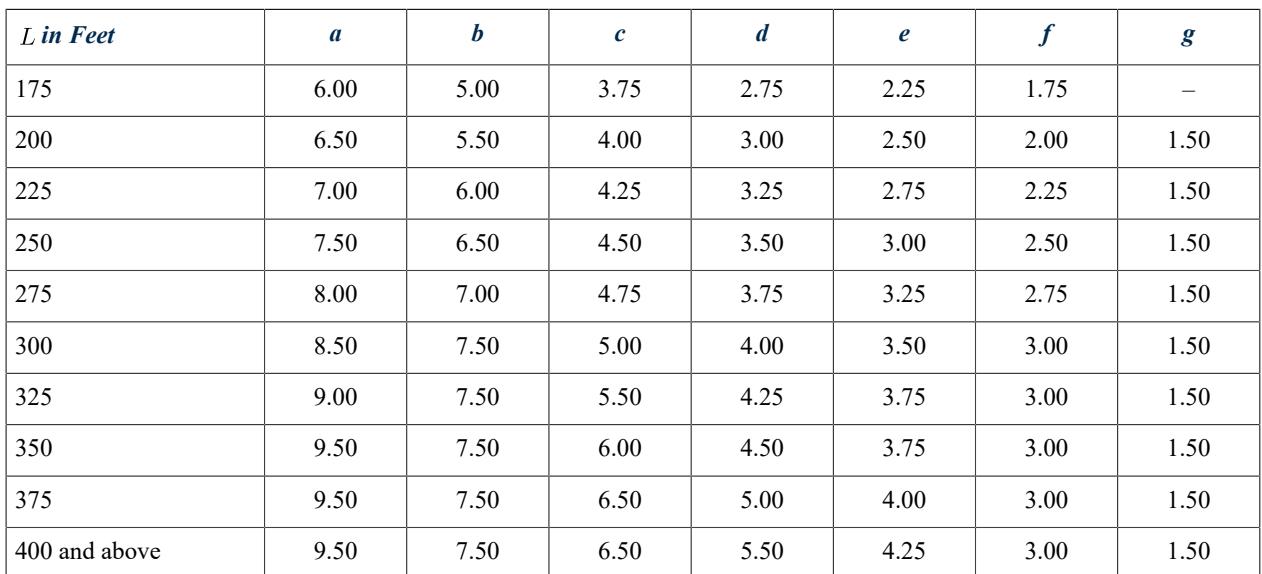 L in Feet a b c d e f g
175 6.00 5.00 3.75 2.75 2.25 1.75 –
200 6.50 5.50 4.00 3.00 2.50 2.00 1.50
225 7.00 6.00 4.25 3.25 2.75 2.25 1.50
250 7.50 6.50 4.50 3.50 3.00 2.50 1.50
275 8.00 7.00 4.75 3.75 3.25 2.75 1.50
300 8.50 7.50 5.00 4.00 3.50 3.00 1.50
325 9.00 7.50 5.50 4.25 3.75 3.00 1.50
350 9.50 7.50 6.00 4.50 3.75 3.00 1.50
375 9.50 7.50 6.50 5.00 4.00 3.00 1.50
400 and above 9.50 7.50 6.50 5.50 4.25 3.00 1.50